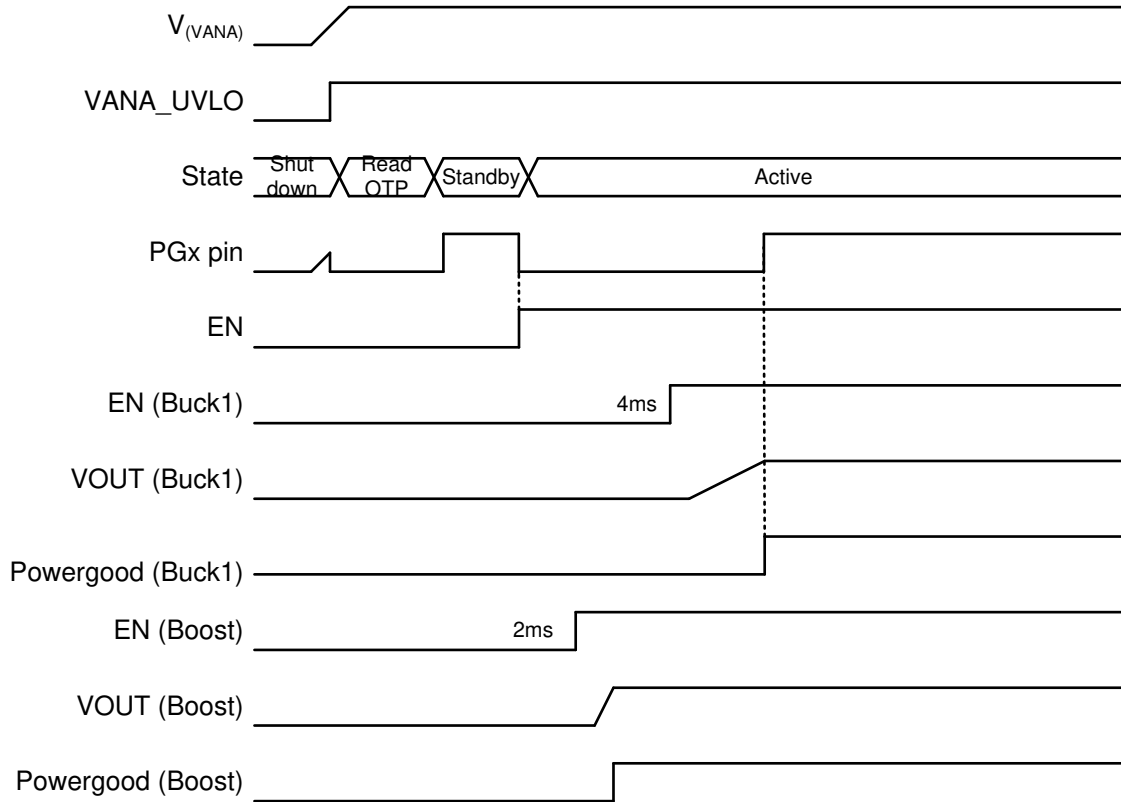 V(VANA)
VANA_UVLO
State Shut down Read OTP Standby Active
PGx pin
EN
EN (Buck1) 4ms
VOUT (Buck1)
Powergood (Buck1)
EN (Boost) 2ms
VOUT (Boost)
Powergood (Boost)